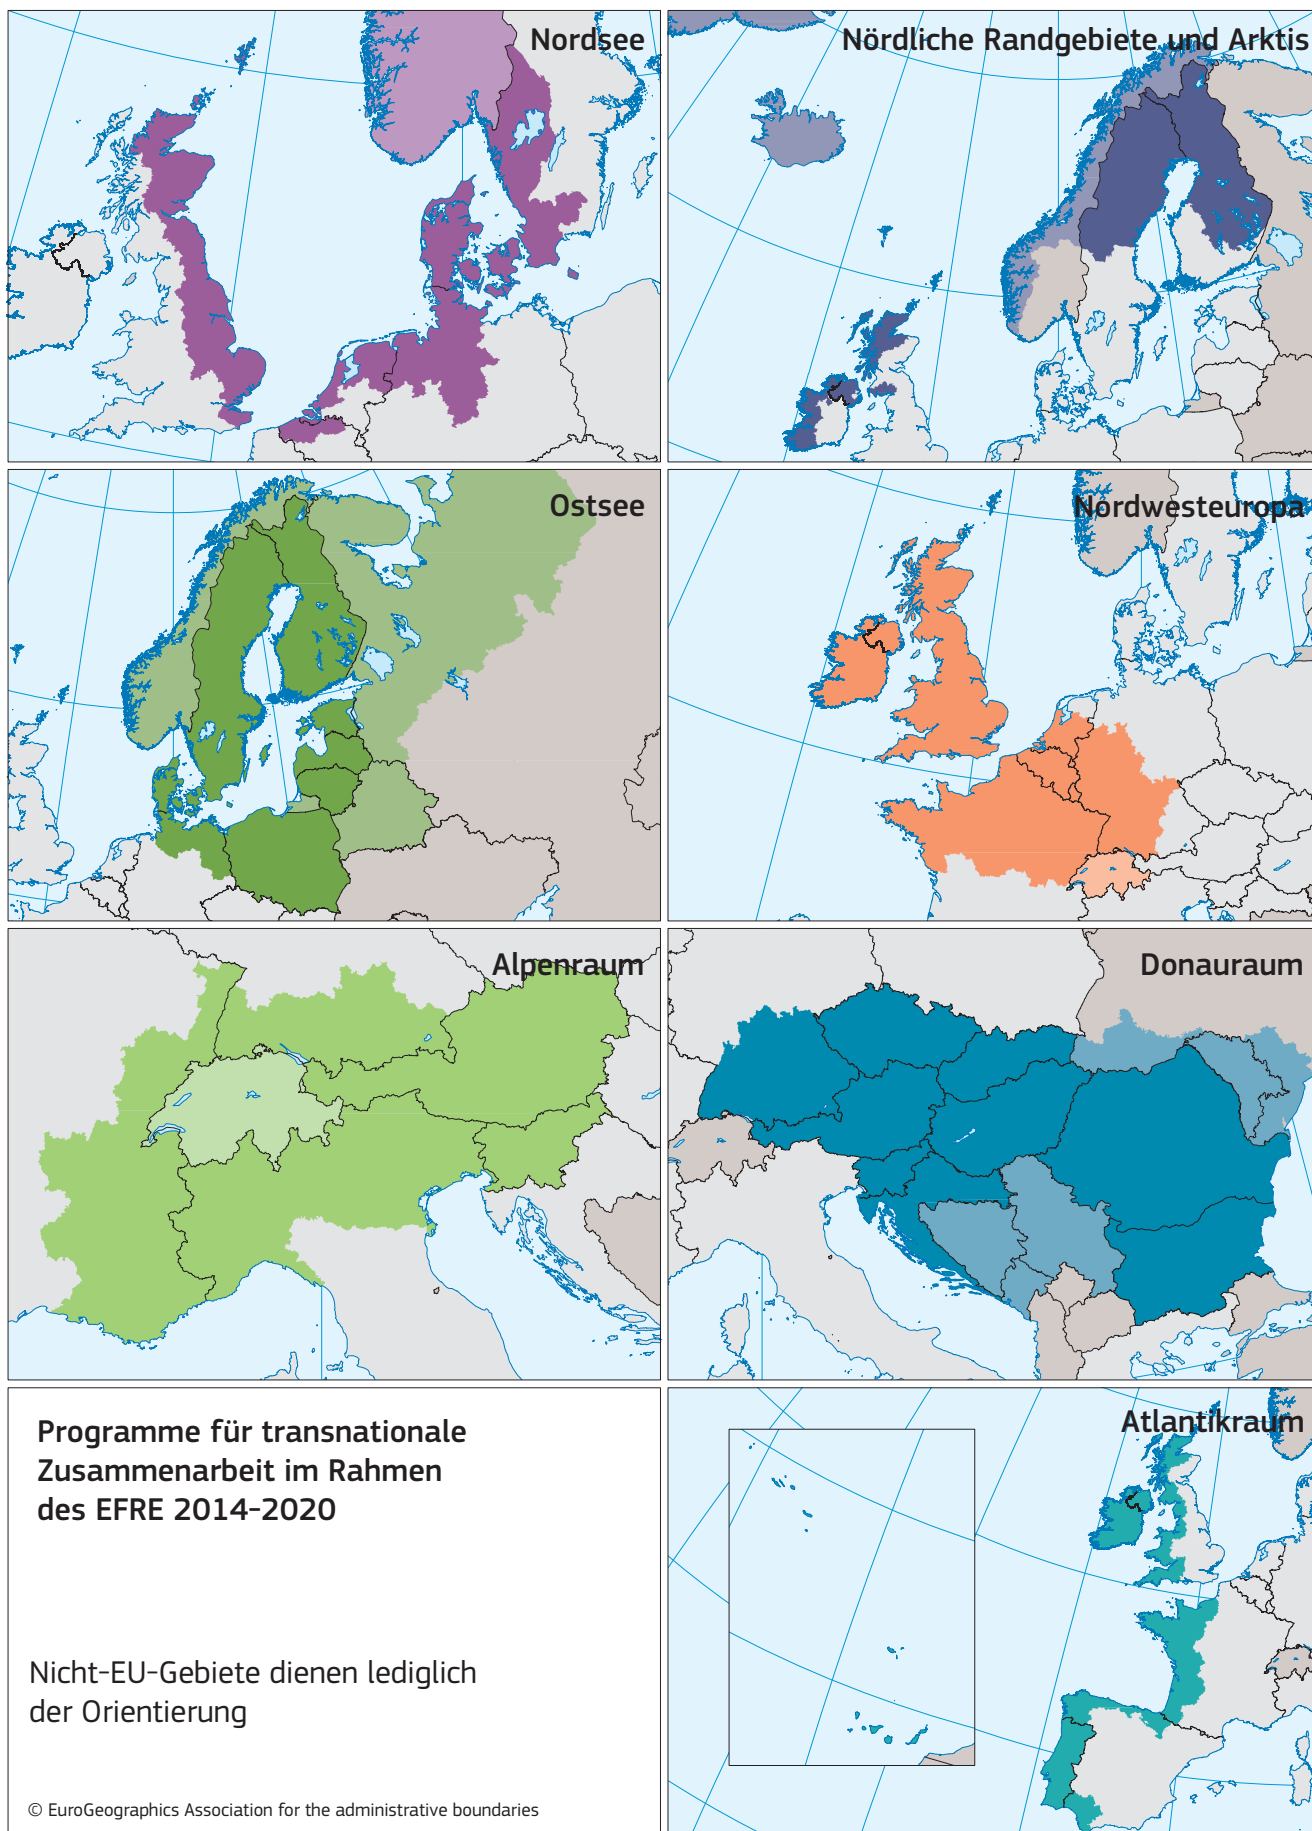 Nordsee
Nördliche Randgebiete und Arktis
Ostsee
Nordwesteuropa
Alpenraum
Donauraum
Programme für transnationale
Zusammenarbeit im Rahmen
des EFRE 2014-2020
Nicht-EU-Gebiete dienen lediglich
der Orientierung
© EuroGeographics Association for the administrative boundaries
Atlantikraum